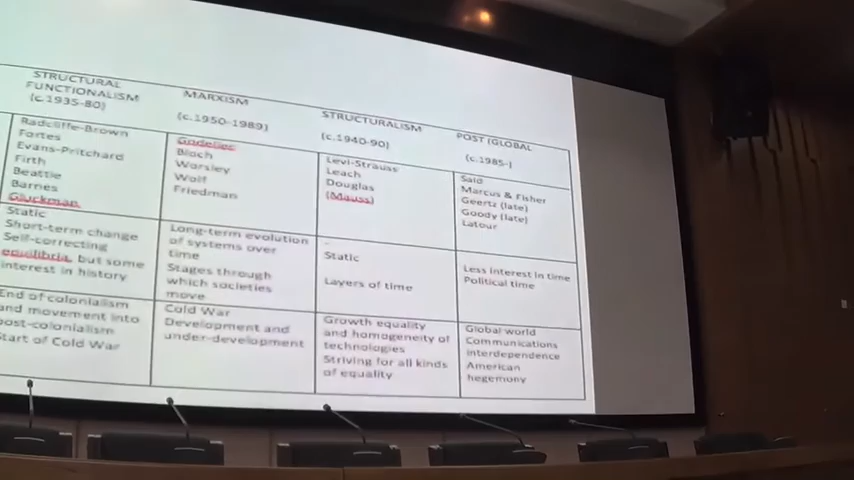 STRUCTURAL
FUNCTIONALISM
(c.1935-80)
MARXISM
(c.1950-1989)
STRUCTURALISM
(c.1940-90)
POST (GLOBAL
(c.1985-)
Radcliffe-Brown
Fortes
Evans-Pritchard
Firth
Beattie
Barnes
Gluckman
Godelies
Bloch
Worsley
Wolf
Friedman
Levi-Strauss
Leach
Douglas
(Mauss)
Said
Marcus & Fisher
Geertz (late)
Goody (late)
Latour
Static
Short-term change
Self-correcting
equilibria, but some
interest in history
Long-term evolution
of systems over
time
Stages through
which societies
move
Static
Layers of time
Less interest in time
Political time
End of colonialism
and movement into
post-colonialism
Start of Cold War
Cold War
Development and
under-development
Growth equality
and homogeneity of
technologies
Striving for all kinds
of equality
Global world
Communications
interdependence
American
hegemony